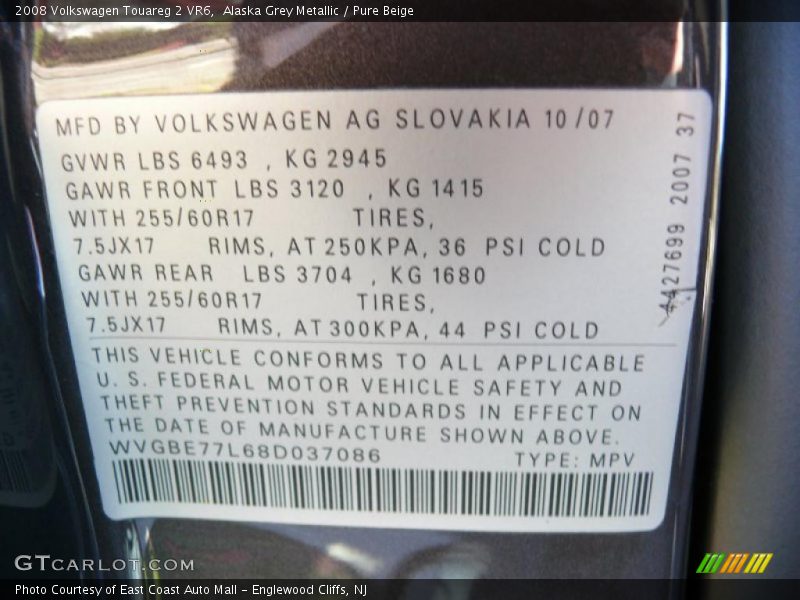 2008 Volkswagen Touareg 2 VR6, Alaska Grey Metallic / Pure Beige
MFD BY VOLKSWAGEN AG SLOVAKIA 10/07
GVWR LBS 6493 , KG 2945
GAWR FRONT LBS 3120 , KG 1415
WITH 255/60R17 TIRES,
7.5JX17 RIMS, AT 250KPA, 36 PSI COLD
GAWR REAR LBS 3704 , KG 1680
WITH 255/60R17 TIRES,
7.5JX17 RIMS, AT 300KPA, 44 PSI COLD
THIS VEHICLE CONFORMS TO ALL APPLICABLE
U. S. FEDERAL MOTOR VEHICLE SAFETY AND
THEFT PREVENTION STANDARDS IN EFFECT ON
THE DATE OF MANUFACTURE SHOWN ABOVE.
WVGBE77L68D037086 TYPE: MPV
4427699 2007 37
GTCARLOT.COM
Photo Courtesy of East Coast Auto Mall - Englewood Cliffs, NJ